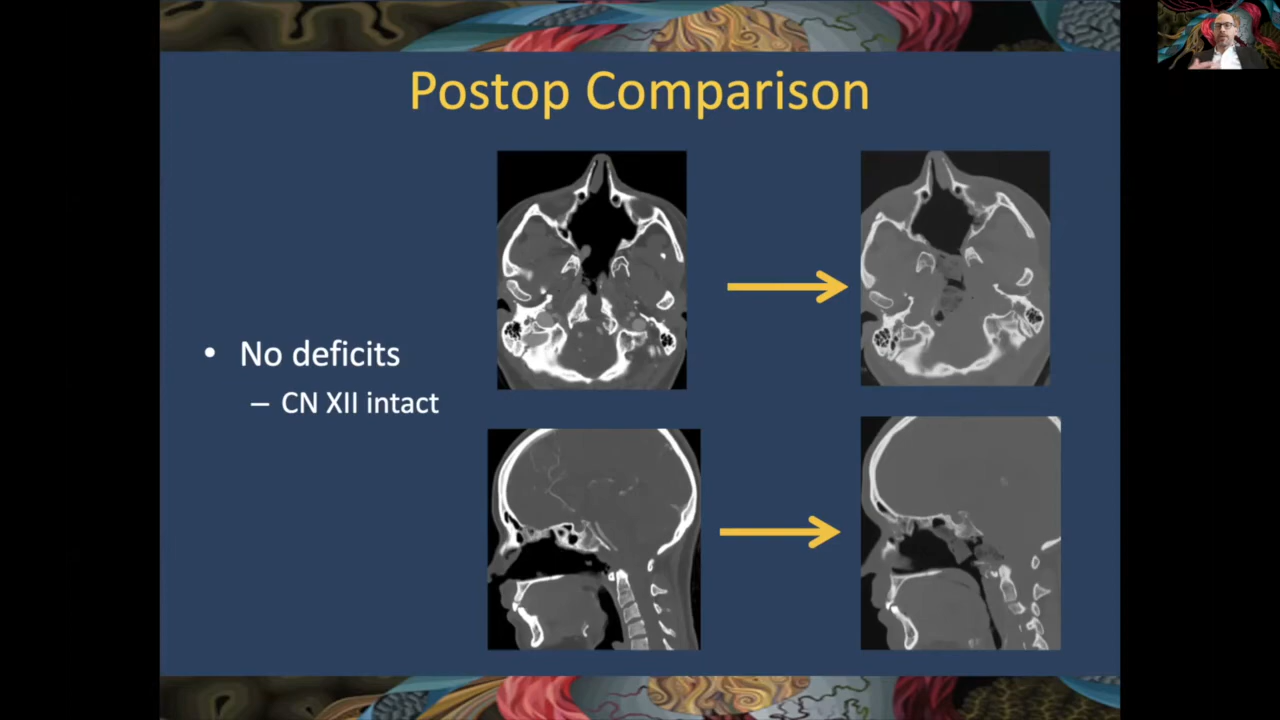 Postop Comparison
• No deficits
– CN XII intact